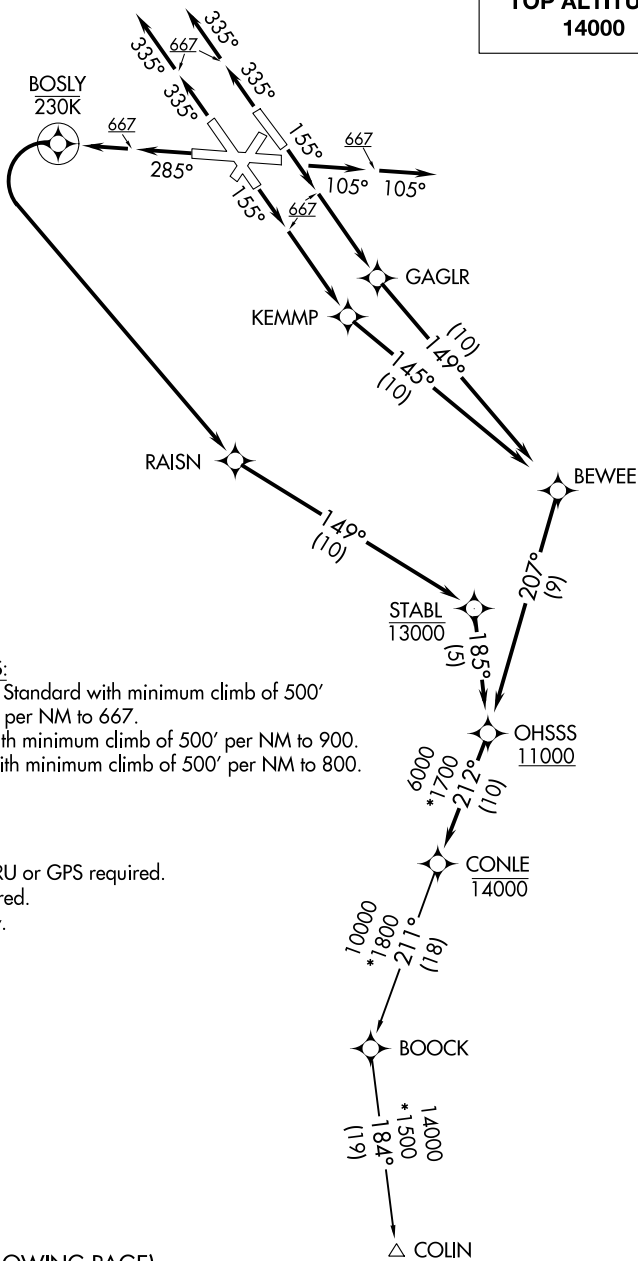 TOP ALTITU
14000
335°
667
335°
335°
335°
BOSLY
230K
667
285°
155°
667
105°
105°
155°
667
GAGLR
KEMMP
(10)
149°
145°
(10)
RAISN
BEWEE
149°
(10)
207°
(9)
STABL
13000
185°
(5)
S:
Standard with minimum climb of 500'
per NM to 667.
th minimum climb of 500' per NM to 900.
with minimum climb of 500' per NM to 800.
OHSSS
11000
6000
*1700
212°
(10)
RU or GPS required.
red.
CONLE
14000
10000
*1800
211°
(18)
BOOCK
14000
*1500
184°
(19)
COLIN
OWING PAGE)